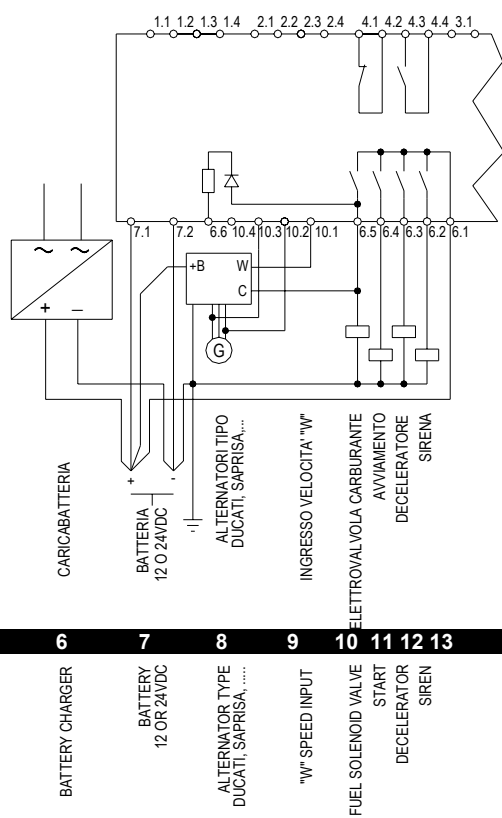 1.1 1.2 1.3 1.4 2.1 2.2 2.3 2.4 4.1 4.2 4.3 4.4 3.1
7.1 7.2 6.6 10.4 10.3 10.2 10.1 6.5 6.4 6.3 6.2 6.1
+B W
C
G
+ –
+ -
CARICABATTERIA
BATTERIA
12 O 24VDC
ALTERNATORI TIPO
DUCATI, SAPRISA,...
INGRESSO VELOCITA' "W"
ELETTROVALVOLA CARBURANTE
AVVIAMENTO
DECELERATORE
SIRENA
6 7 8 9 10 11 12 13
BATTERY CHARGER
BATTERY
12 OR 24VDC
ALTERNATOR TYPE
DUCATI, SAPRISA, .....
"W" SPEED INPUT
FUEL SOLENOID VALVE
START
DECELERATOR
SIREN